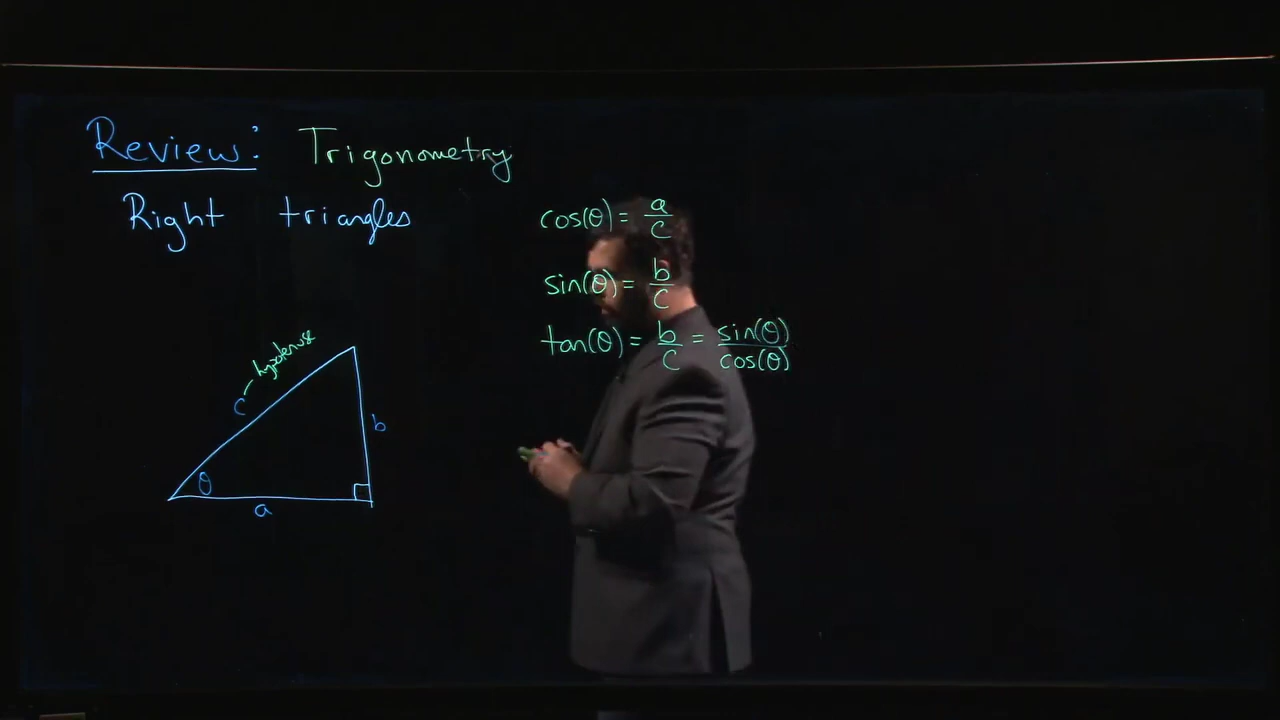 Review: Trigonometry
Right triangles
cos(θ) = a/c
sin(θ) = b/c
tan(θ) = b/c = sin(θ)/cos(θ)
c hypotenuse
b
θ
a